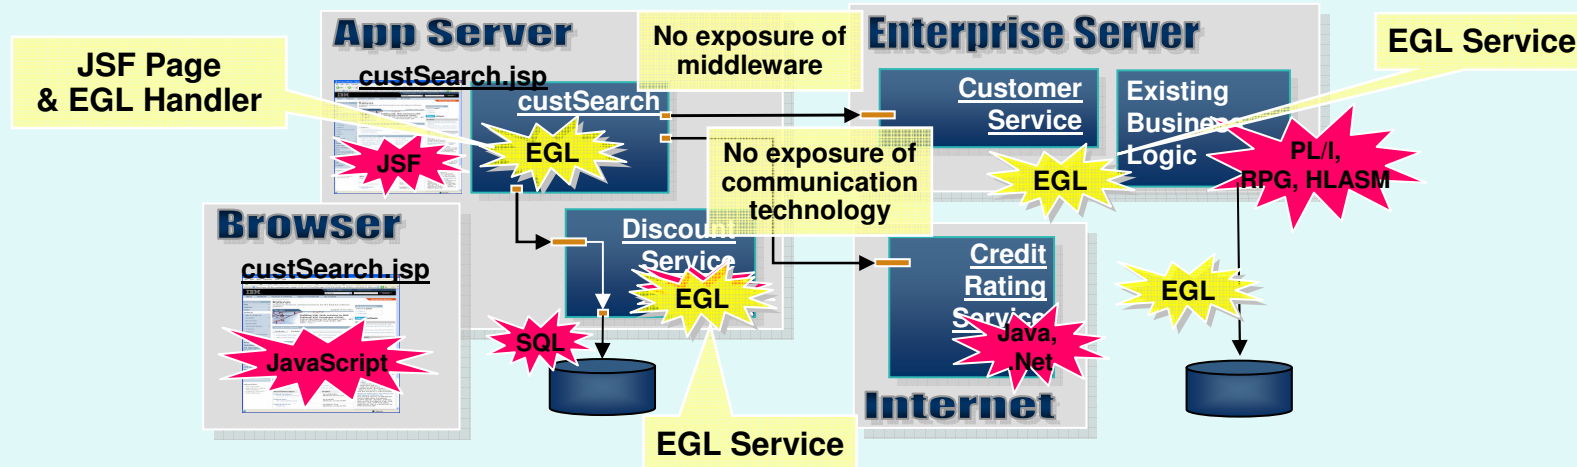 App Server
custSearch.jsp
JSF Page
& EGL Handler
custSearch
EGL
JSF
No exposure of
middleware
Enterprise Server
EGL Service
Customer
Service
EGL
Existing
Business
Logic
PL/I,
RPG, HLASM
No exposure of
communication
technology
Browser
custSearch.jsp
IBM
JavaScript
Discount
Service
EGL
SQL
Credit
Rating
Service
Java,
.Net
Internet
EGL
EGL Service